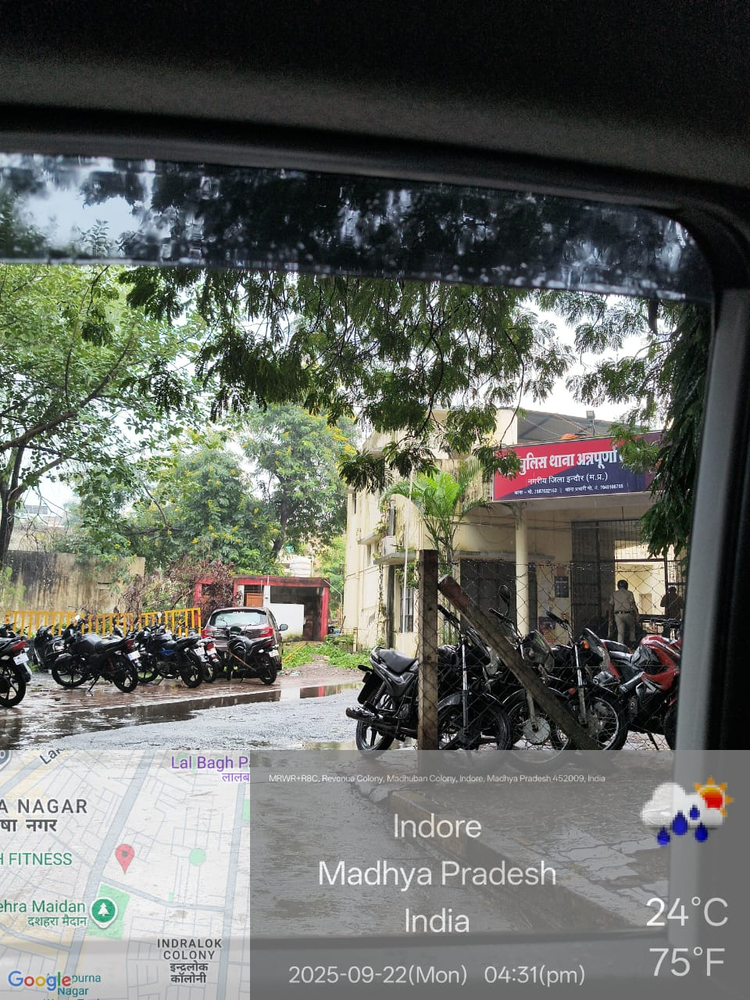 पुलिस थाना अन्नपूर्णा
नगरीय जिला इन्दौर (म.प्र.)
Lal Bagh P
लालब
A NAGAR
षा नगर
H FITNESS
ehra Maidan
दशहरा मैदान
INDRALOK
COLONY
इन्द्रलोक
कॉलोनी
Google
purna
Nagar
MRWR+R8C, Revenue Colony, Madhuban Colony, Indore, Madhya Pradesh 452009, India
Indore
Madhya Pradesh
India
2025-09-22(Mon) 04:31(pm)
24°C
75°F